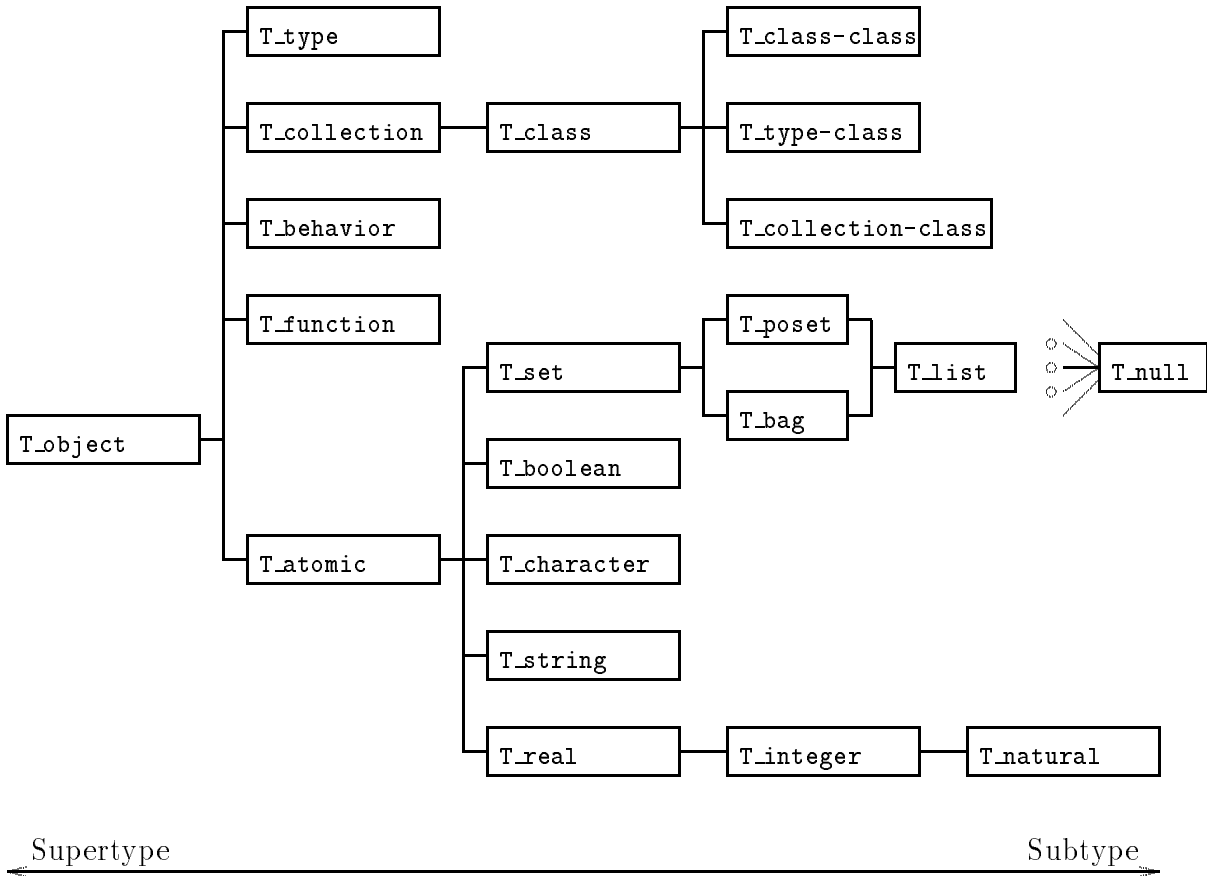 T_type
T_class-class
T_collection
T_class
T_type-class
T_behavior
T_collection-class
T_function
T_poset
T_set
T_list
T_null
T_bag
T_object
T_boolean
T_atomic
T_character
T_string
T_real
T_integer
T_natural
Supertype
Subtype